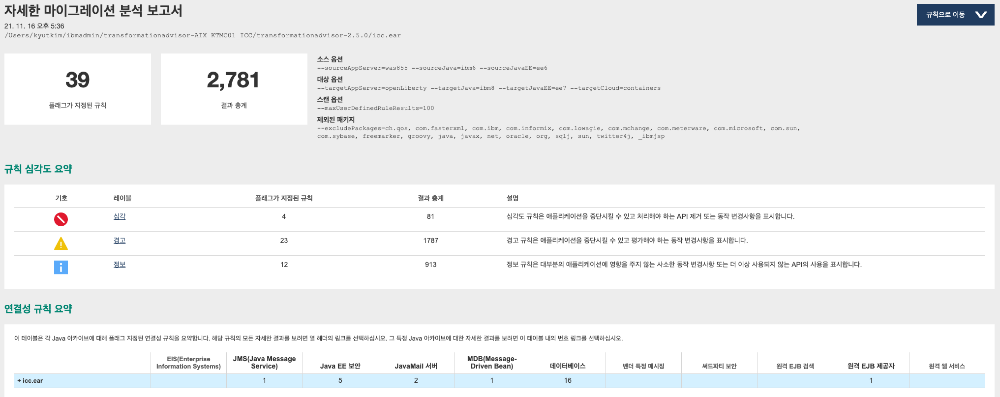 자세한 마이그레이션 분석 보고서
규칙으로 이동
21. 11. 16 오후 5:36
/Users/kyutkim/ibmadmin/transformationadvisor-AIX_KTMC01_ICC/transformationadvisor-2.5.0/icc.ear
39
플래그가 지정된 규칙
2,781
결과 총계
소스 옵션
--sourceAppServer=was855 --sourceJava=ibm6 --sourceJavaEE=ee6
대상 옵션
--targetAppServer=openLiberty --targetJava=ibm8 --targetJavaEE=ee7 --targetCloud=containers
스캔 옵션
--maxUserDefinedRuleResults=100
제외된 패키지
--excludePackages=ch.qos, com.fasterxml, com.ibm, com.informix, com.lowagie, com.mchange, com.meterware, com.microsoft, com.sun,
com.sybase, freemarker, groovy, java, javax, net, oracle, org, sqlj, sun, twitter4j, _ibmjsp
규칙 심각도 요약
기호 레이블 플래그가 지정된 규칙 결과 총계 설명
심각 4 81 심각도 규칙은 애플리케이션을 중단시킬 수 있고 처리해야 하는 API 제거 또는 동작 변경사항을 표시합니다.
경고 23 1787 경고 규칙은 애플리케이션을 중단시킬 수 있고 평가해야 하는 동작 변경사항을 표시합니다.
정보 12 913 정보 규칙은 대부분의 애플리케이션에 영향을 주지 않는 사소한 동작 변경사항 또는 더 이상 사용되지 않는 API의 사용을 표시합니다.
연결성 규칙 요약
이 테이블은 각 Java 아카이브에 대해 플래그 지정된 연결성 규칙을 요약합니다. 해당 규칙의 모든 자세한 결과를 보려면 열 헤더의 링크를 선택하십시오. 그 특정 Java 아카이브에 대한 자세한 결과를 보려면 이 테이블 내의 번호 링크를 선택하십시오.
EIS(Enterprise
Information Systems)
JMS(Java Message
Service)
Java EE 보안
JavaMail 서버
MDB(Message-
Driven Bean)
데이터베이스
벤더 특정 메시징
써드파티 보안
원격 EJB 검색
원격 EJB 제공자
원격 웹 서비스
+ icc.ear 1 5 2 1 16 1